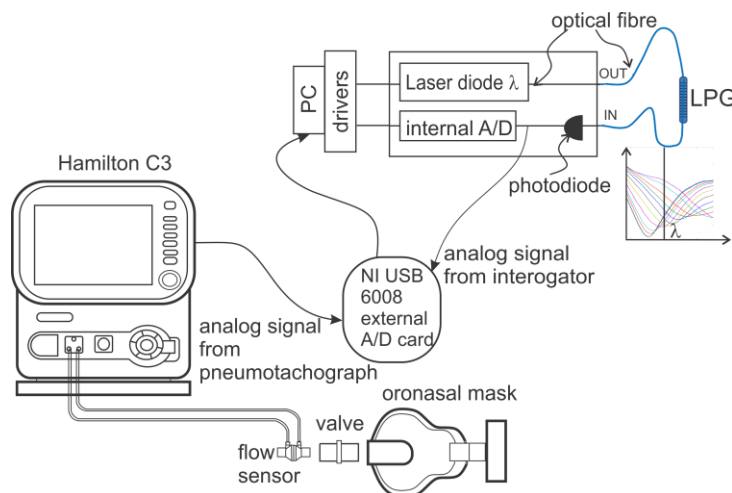 optical fibre
PC
drivers
Laser diode λ
OUT
internal A/D
IN
LPG
photodiode
λ
Hamilton C3
analog signal
from interogator
NI USB
6008
external
A/D card
analog signal
from
pneumotachograph
oronasal mask
valve
flow
sensor